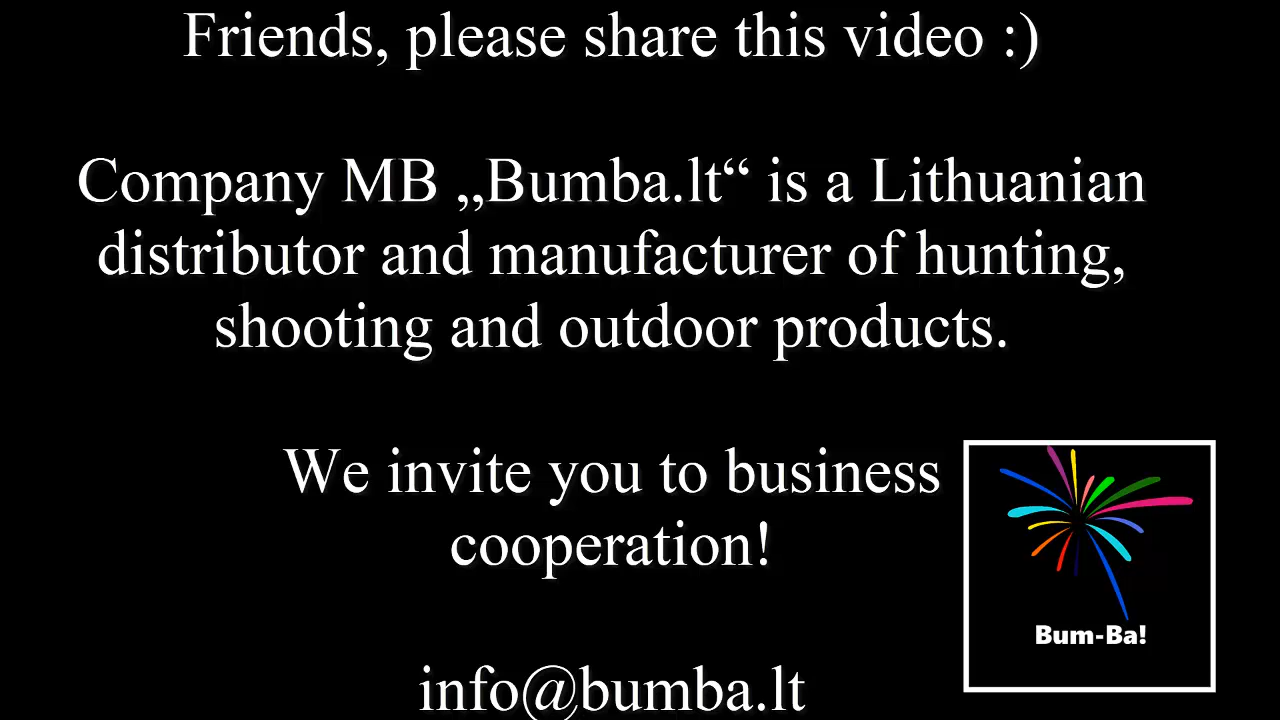 Friends, please share this video :)
Company MB „Bumba.lt“ is a Lithuanian
distributor and manufacturer of hunting,
shooting and outdoor products.
We invite you to business
cooperation!
Bum-Ba!
info@bumba.lt